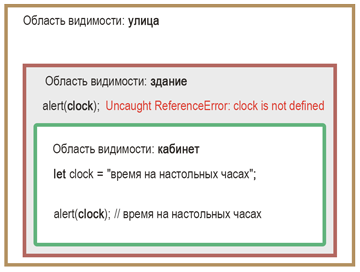 Область видимости: улица
Область видимости: здание
alert(clock); Uncaught ReferenceError: clock is not defined
Область видимости: кабинет
let clock = "время на настольных часах";
alert(clock); // время на настольных часах